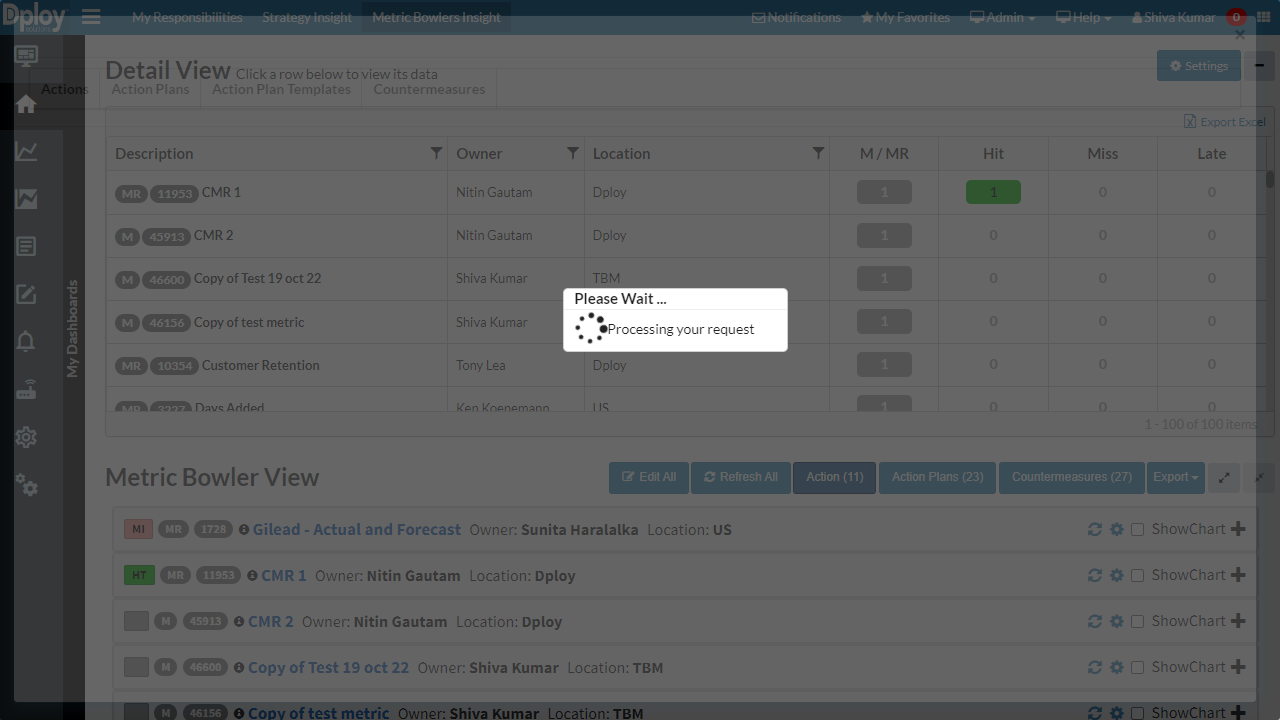 Dploy
My Responsibilities Strategy Insight Metric Bowlers Insight Notifications My Favorites Admin Help Shiva Kumar 0
×
Detail View Click a row below to view its data Settings
Actions Action Plans Action Plan Templates Countermeasures
Export Excel
Description Owner Location M / MR Hit Miss Late
MR 11953 CMR 1 Nitin Gautam Dploy 1 1 0 0
M 45913 CMR 2 Nitin Gautam Dploy 1 0 0 0
M 46600 Copy of Test 19 oct 22 Shiva Kumar TBM 1 0 0 0
Please Wait ...
M 46156 Copy of test metric Shiva Kumar 1 0 0 0
Processing your request
My Dashboards
MR 10354 Customer Retention Tony Lea Dploy 1 0 0 0
MR 3227 Days Added Ken Koenemann US 1 0 0 0
1 - 100 of 100 items
Metric Bowler View Edit All Refresh All Action (11) Action Plans (23) Countermeasures (27) Export
MI MR 1728 Gilead - Actual and Forecast Owner: Sunita Haralalka Location: US ShowChart
HT MR 11953 CMR 1 Owner: Nitin Gautam Location: Dploy ShowChart
M 45913 CMR 2 Owner: Nitin Gautam Location: Dploy ShowChart
M 46600 Copy of Test 19 oct 22 Owner: Shiva Kumar Location: TBM ShowChart
M 46156 Copy of test metric Owner: Shiva Kumar Location: TBM ShowChart